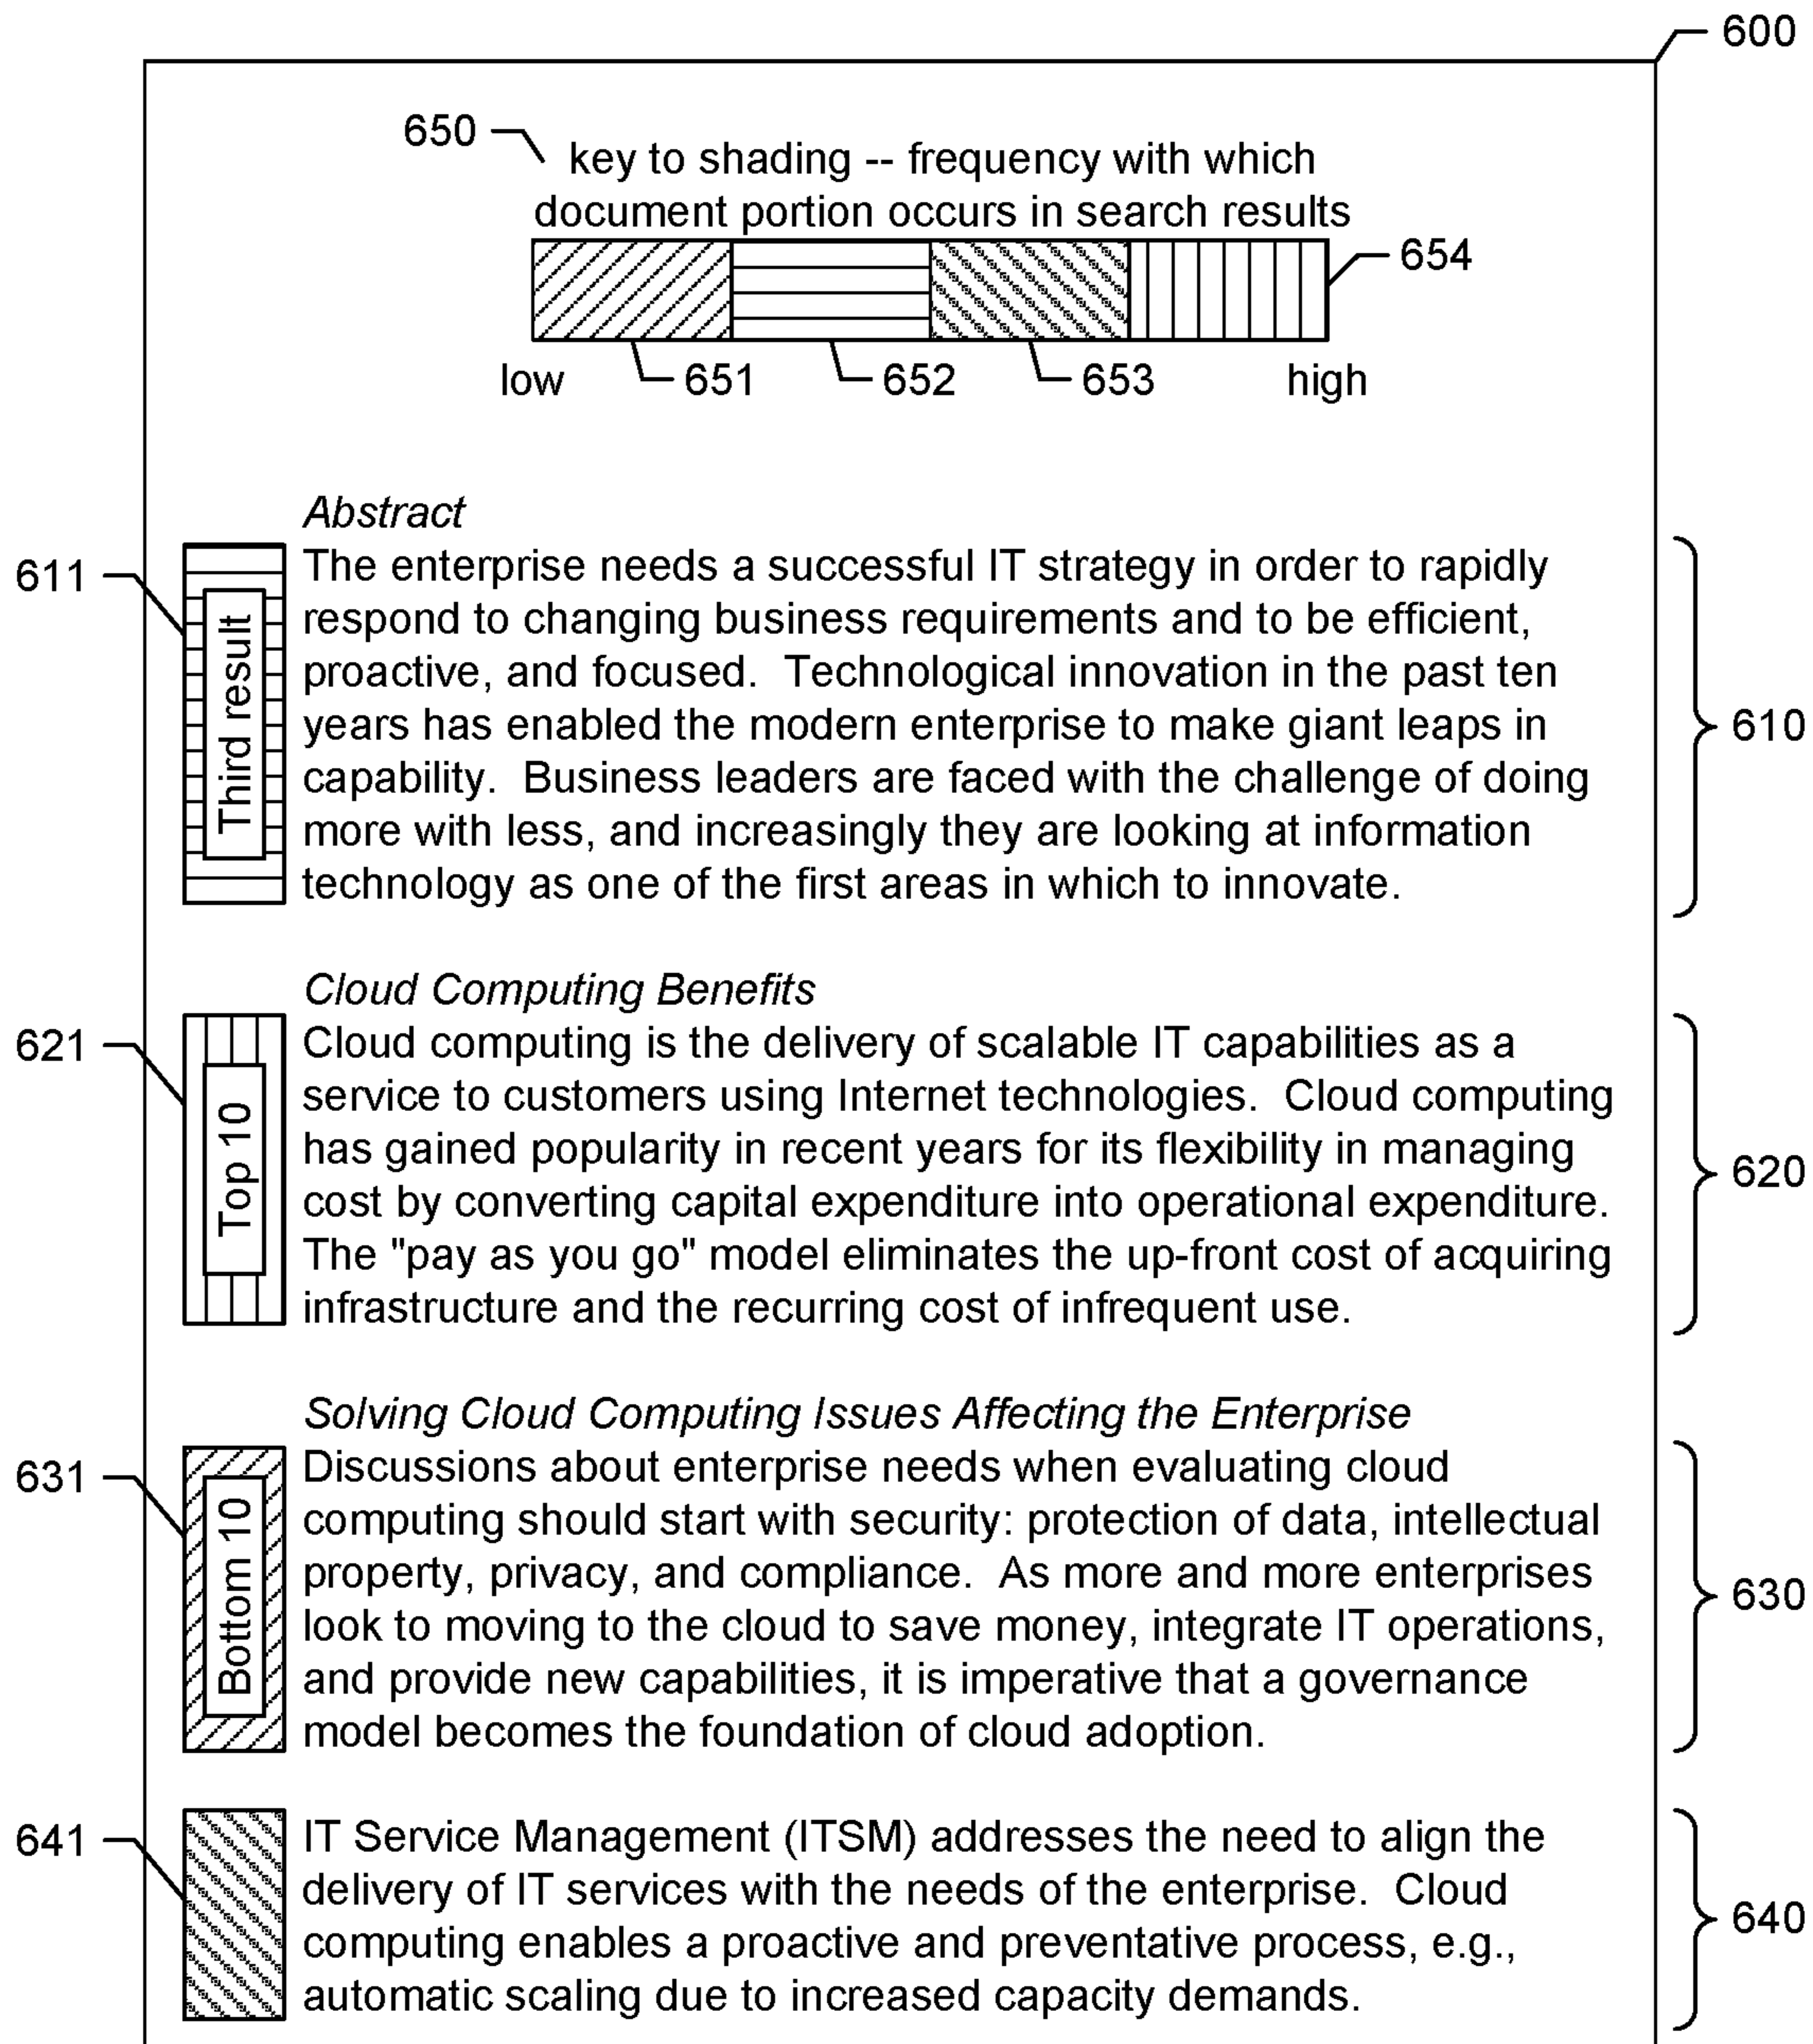 600
650
key to shading -- frequency with which
document portion occurs in search results
654
low
651
652
653
high
Abstract
611
Third result
The enterprise needs a successful IT strategy in order to rapidly
respond to changing business requirements and to be efficient,
proactive, and focused.  Technological innovation in the past ten
years has enabled the modern enterprise to make giant leaps in
capability.  Business leaders are faced with the challenge of doing
more with less, and increasingly they are looking at information
technology as one of the first areas in which to innovate.
610
Cloud Computing Benefits
621
Top 10
Cloud computing is the delivery of scalable IT capabilities as a
service to customers using Internet technologies.  Cloud computing
has gained popularity in recent years for its flexibility in managing
cost by converting capital expenditure into operational expenditure.
The "pay as you go" model eliminates the up-front cost of acquiring
infrastructure and the recurring cost of infrequent use.
620
Solving Cloud Computing Issues Affecting the Enterprise
631
Bottom 10
Discussions about enterprise needs when evaluating cloud
computing should start with security: protection of data, intellectual
property, privacy, and compliance.  As more and more enterprises
look to moving to the cloud to save money, integrate IT operations,
and provide new capabilities, it is imperative that a governance
model becomes the foundation of cloud adoption.
630
641
IT Service Management (ITSM) addresses the need to align the
delivery of IT services with the needs of the enterprise.  Cloud
computing enables a proactive and preventative process, e.g.,
automatic scaling due to increased capacity demands.
640